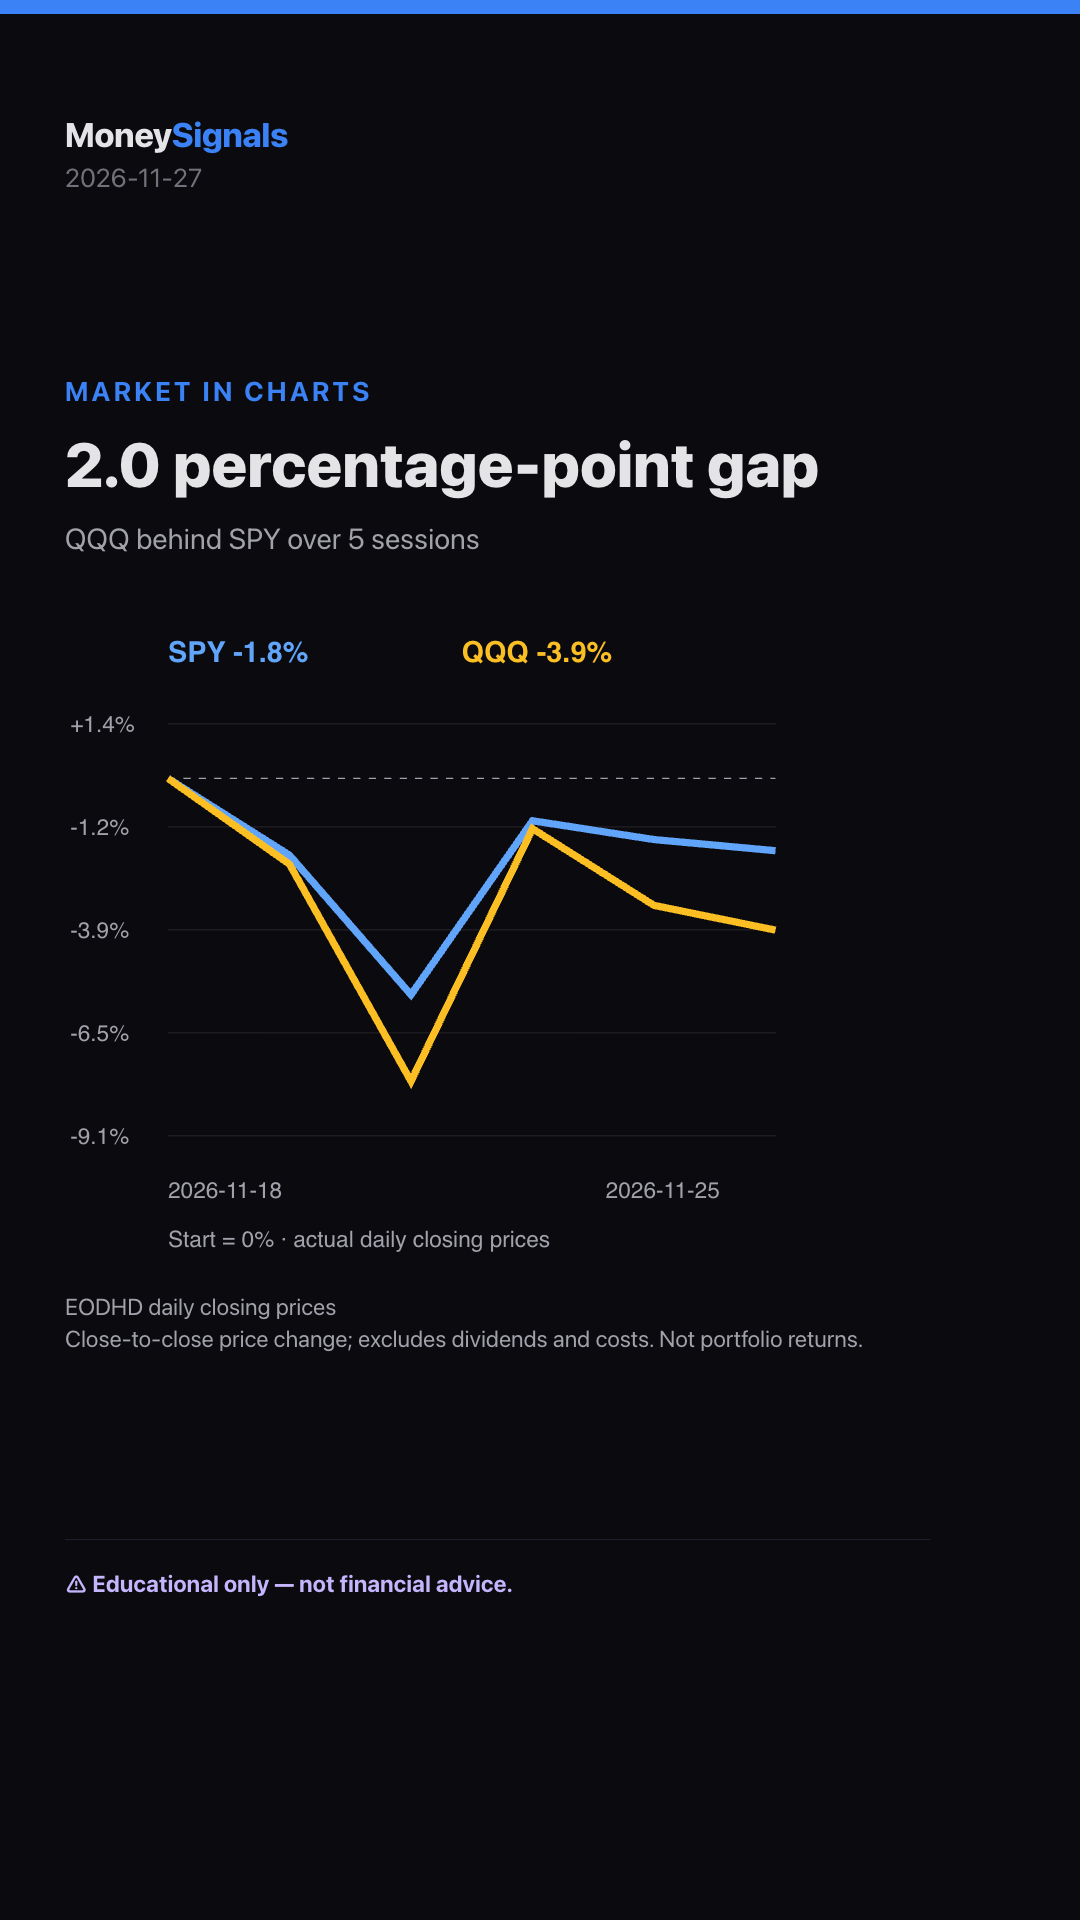 MoneySignals
2026-11-27
MARKET IN CHARTS
2.0 percentage-point gap
QQQ behind SPY over 5 sessions
SPY -1.8% QQQ -3.9%
+1.4%
-1.2%
-3.9%
-6.5%
-9.1%
2026-11-18 2026-11-25
Start = 0% · actual daily closing prices
EODHD daily closing prices
Close-to-close price change; excludes dividends and costs. Not portfolio returns.
⚠ Educational only — not financial advice.